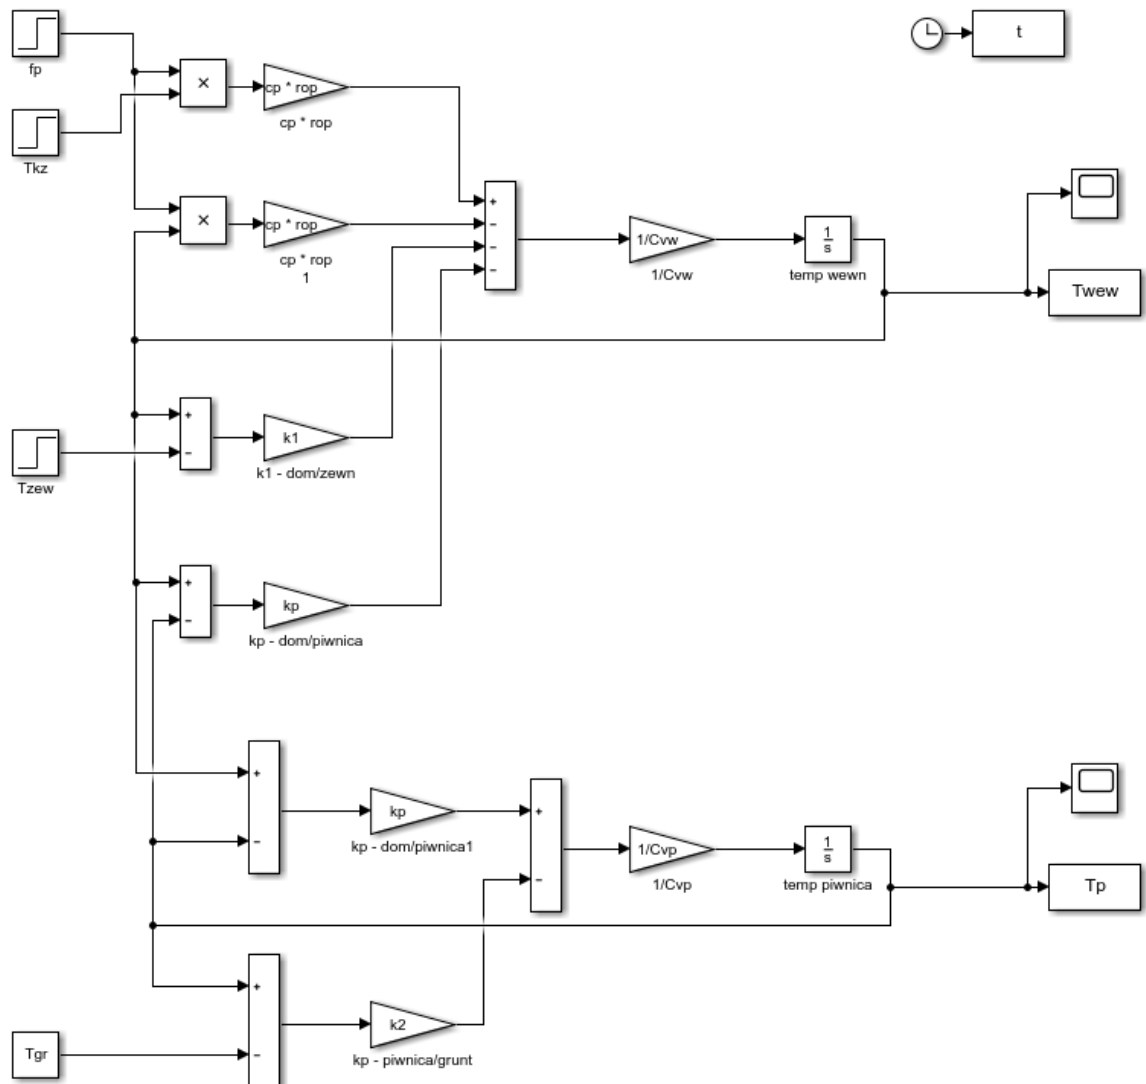 fp
t
×
cp * rop
cp * rop
Tkz
×
cp * rop
cp * rop
1
+
−
−
−
1/Cvw
1/Cvw
1
s
temp wewn
Twew
+
−
k1
k1 - dom/zewn
Tzew
+
−
kp
kp - dom/piwnica
+
−
kp
kp - dom/piwnica1
+
−
1/Cvp
1/Cvp
1
s
temp piwnica
Tp
+
−
k2
kp - piwnica/grunt
Tgr